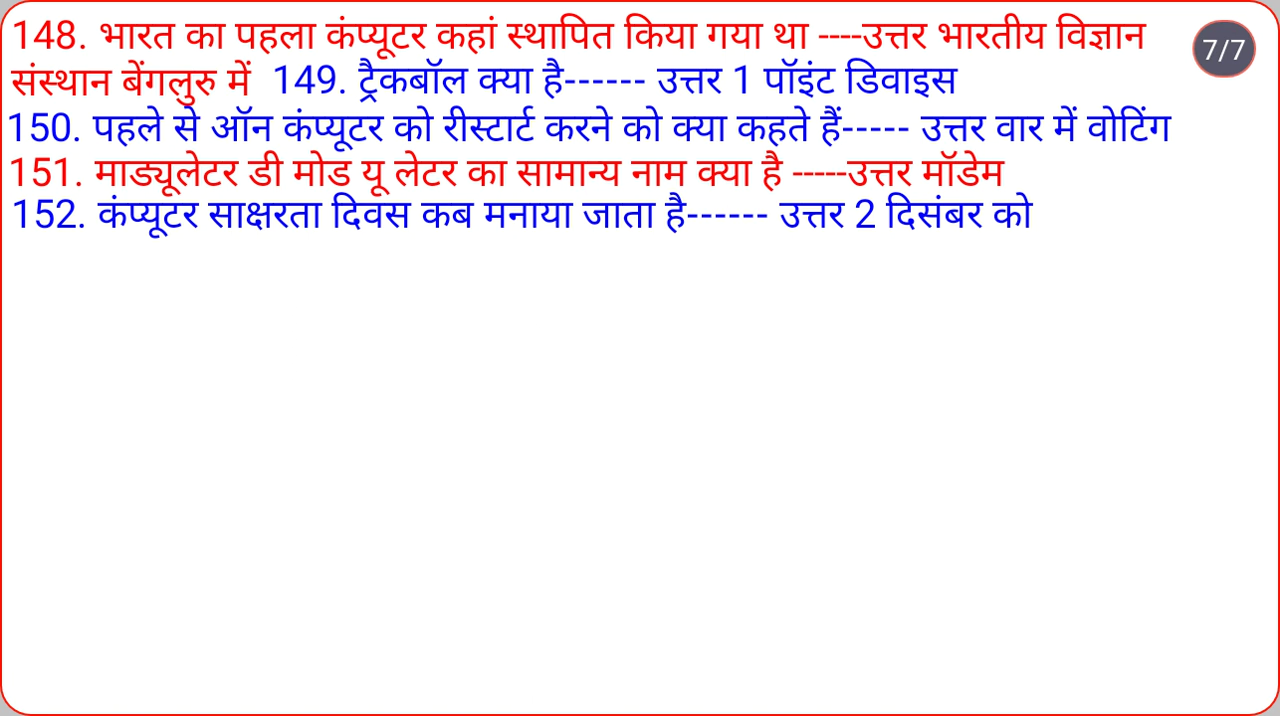 148. भारत का पहला कंप्यूटर कहां स्थापित किया गया था ----उत्तर भारतीय विज्ञान
7/7
संस्थान बेंगलुरु में 149. ट्रैकबॉल क्या है------ उत्तर 1 पॉइंट डिवाइस
150. पहले से ऑन कंप्यूटर को रीस्टार्ट करने को क्या कहते हैं----- उत्तर वार में वोटिंग
151. माड्यूलेटर डी मोड यू लेटर का सामान्य नाम क्या है -----उत्तर मॉडेम
152. कंप्यूटर साक्षरता दिवस कब मनाया जाता है------ उत्तर 2 दिसंबर को